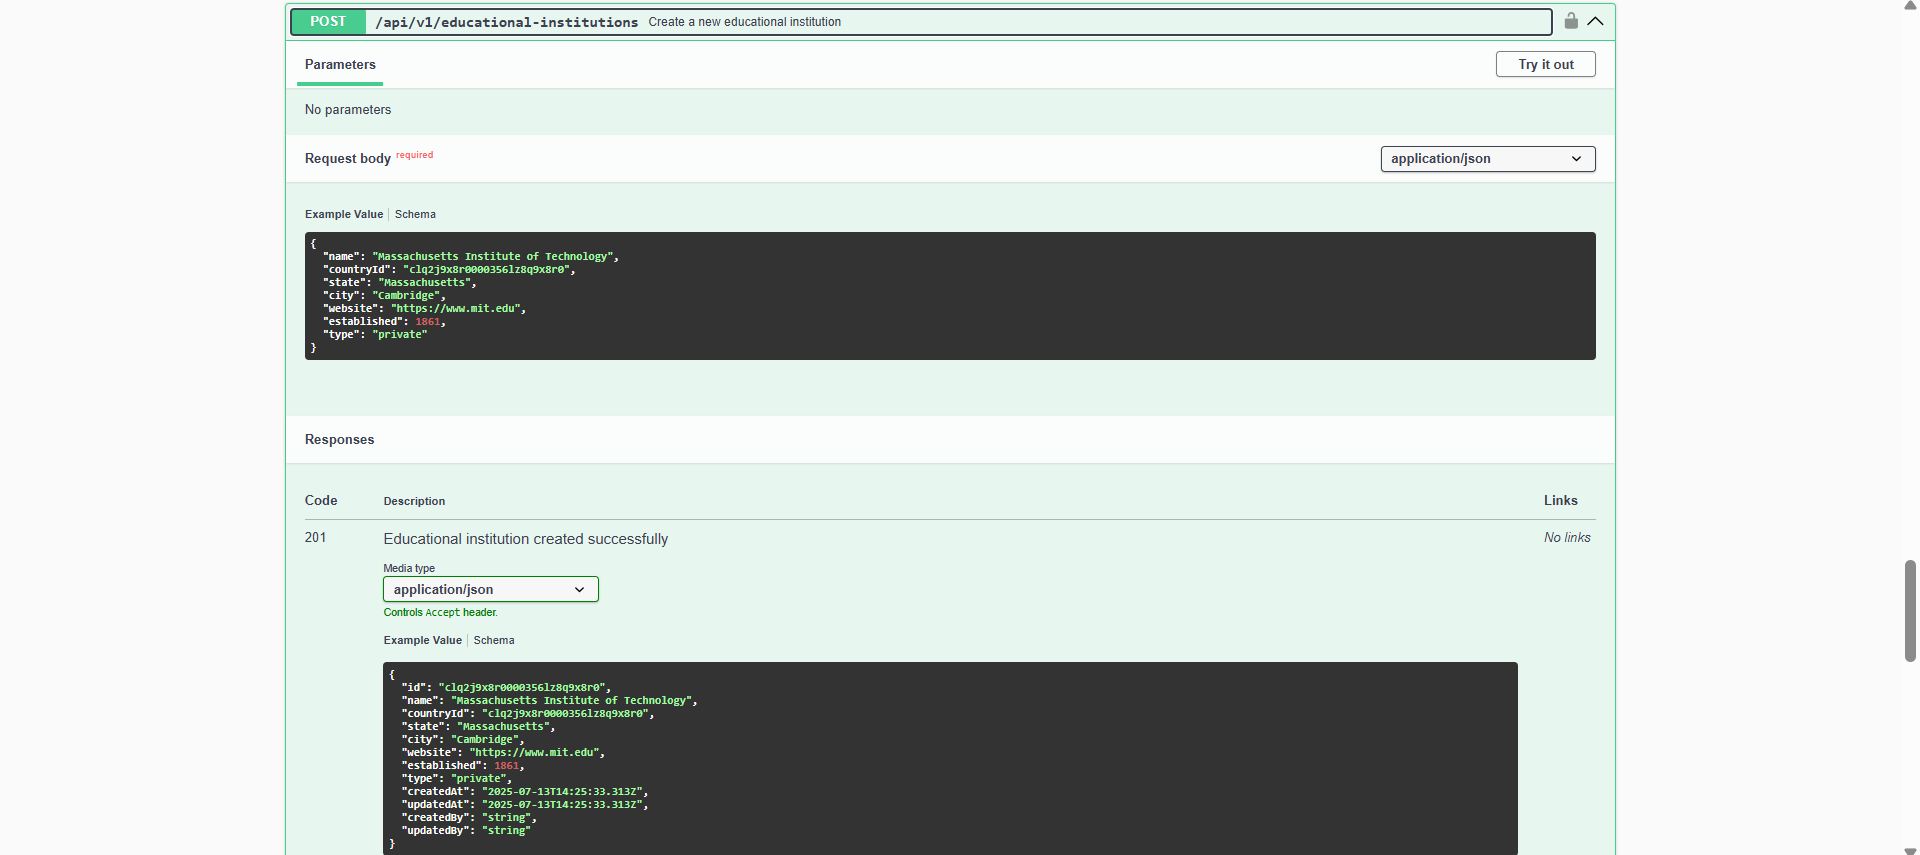 POST /api/v1/educational-institutions Create a new educational institution
Parameters
Try it out
No parameters
Request body required
application/json
Example Value | Schema
{
"name": "Massachusetts Institute of Technology",
"countryId": "clq2j9x8r0000356lz8q9x8r0",
"state": "Massachusetts",
"city": "Cambridge",
"website": "https://www.mit.edu",
"established": 1861,
"type": "private"
}
Responses
Code Description Links
201 Educational institution created successfully No links
Media type
application/json
Controls Accept header.
Example Value | Schema
{
"id": "clq2j9x8r0000356lz8q9x8r0",
"name": "Massachusetts Institute of Technology",
"countryId": "clq2j9x8r0000356lz8q9x8r0",
"state": "Massachusetts",
"city": "Cambridge",
"website": "https://www.mit.edu",
"established": 1861,
"type": "private",
"createdAt": "2025-07-13T14:25:33.313Z",
"updatedAt": "2025-07-13T14:25:33.313Z",
"createdBy": "string",
"updatedBy": "string"
}